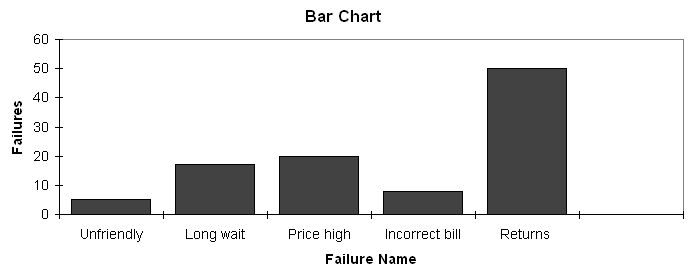 Bar Chart
60
50
40
30
20
10
0
Failures
Unfriendly Long wait Price high Incorrect bill Returns
Failure Name